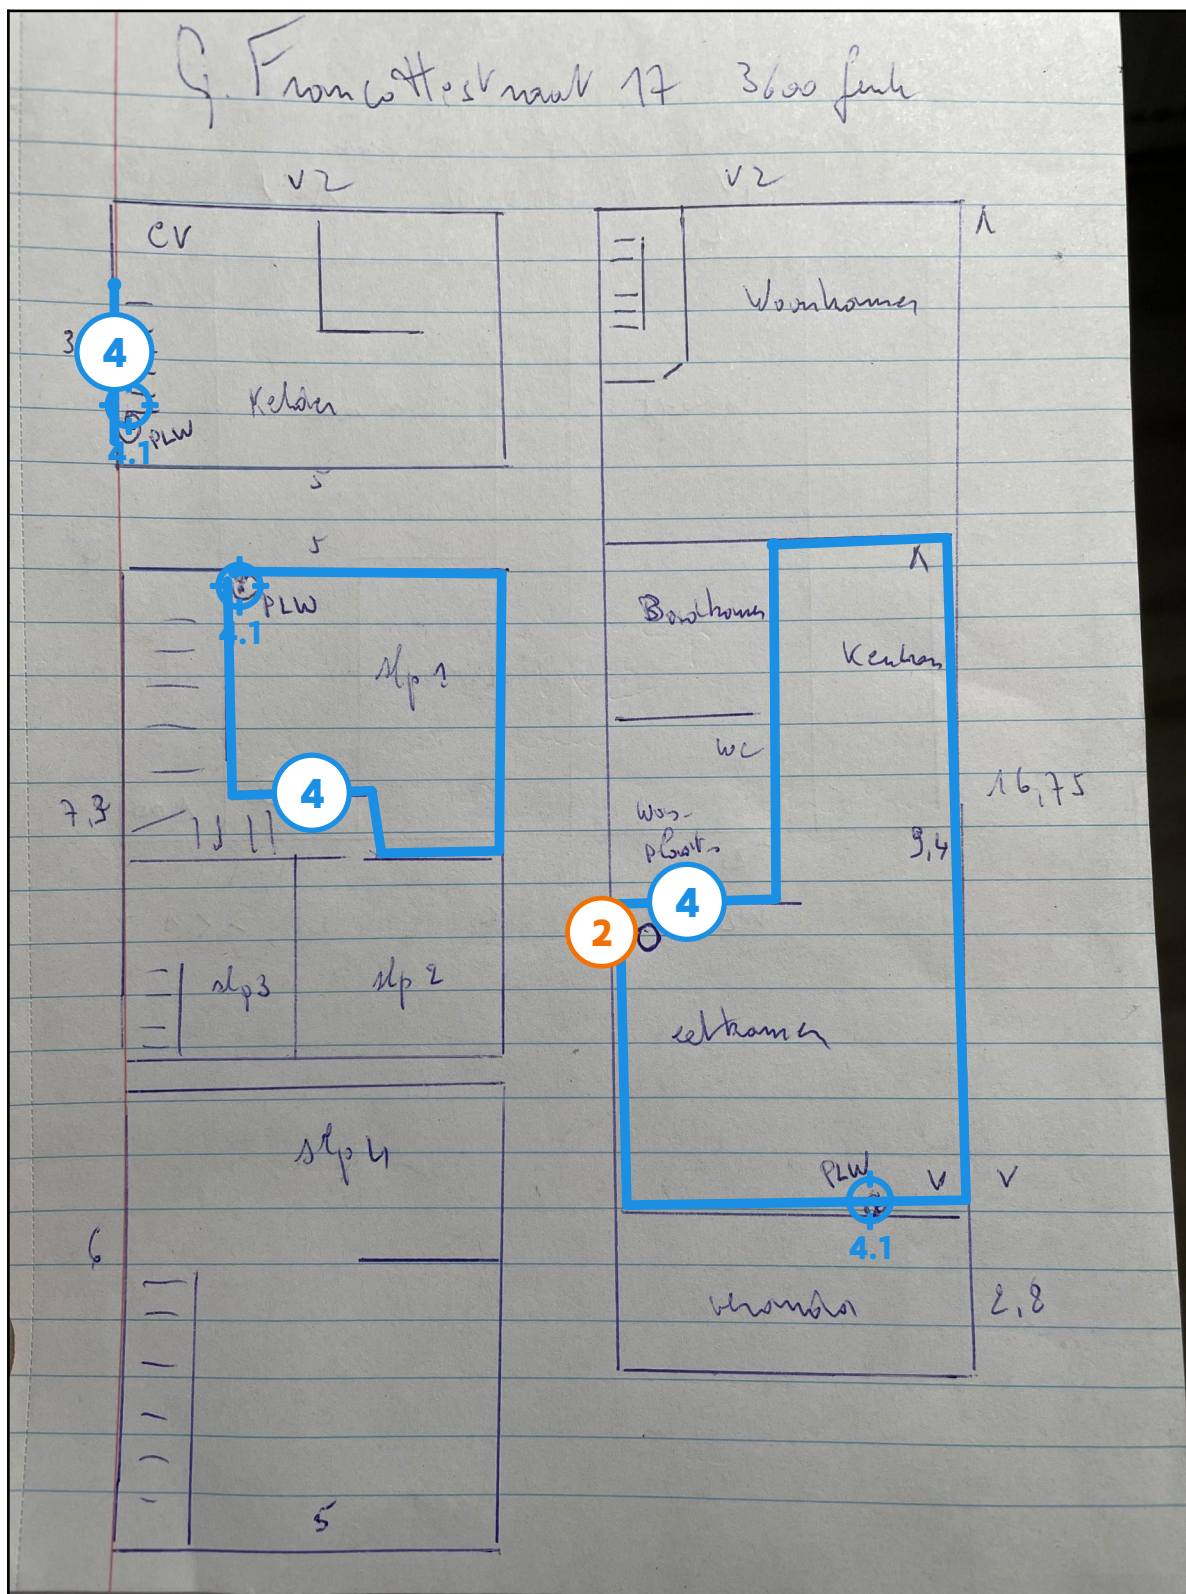 G. Francottestraat 17 3600 Genk
V2
CV
3
4
Kelder
PLW
4.1
5
5
PLW
4.1
slp 1
4
7,3
slp3
slp 2
slp 4
6
5
V2
Woonkamer
Badkamer
Keuken
WC
Was-
plaats
16,75
9,4
4
2
eetkamer
PLW
V
V
4.1
veranda
2,8